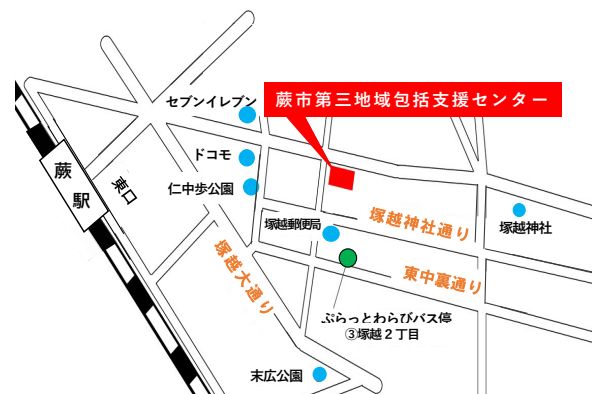 セブンイレブン
蕨市第三地域包括支援センター
ドコモ
蕨駅
東口
仁中歩公園
塚越神社通り
塚越神社
塚越郵便局
塚越大通り
東中裏通り
ぷらっとわらびバス停
③塚越２丁目
末広公園